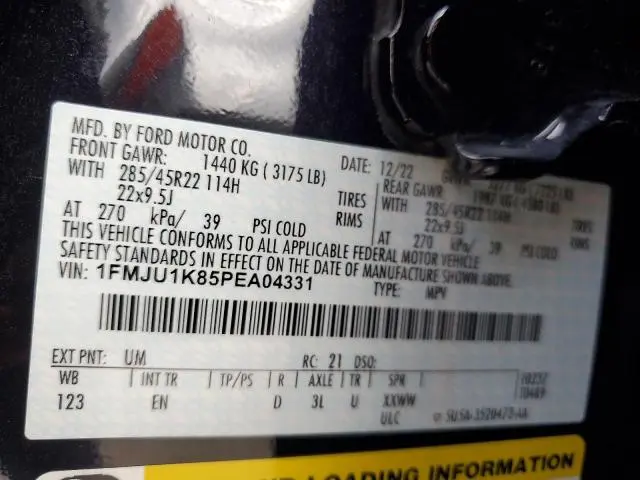 MFD. BY FORD MOTOR CO.
DATE: 12/22
FRONT GAWR: 1440 KG ( 3175 LB)
REAR GAWR:
WITH 285/45R22 114H TIRES
WITH 285/45R22 114H
22x9.5J RIMS
22x9.5J
AT 270 kPa/ 39 PSI COLD
AT 270 kPa/ 39 PSI COLD
THIS VEHICLE CONFORMS TO ALL APPLICABLE FEDERAL MOTOR VEHICLE
SAFETY STANDARDS IN EFFECT ON THE DATE OF MANUFACTURE SHOWN ABOVE.
VIN: 1FMJU1K85PEA04331
TYPE: MPV
EXT PNT: UM RC: 21 DSO:
WB INT TR TP/PS R AXLE TR SPR
123 EN D 3L U XXWW
ULC
LOADING INFORMATION